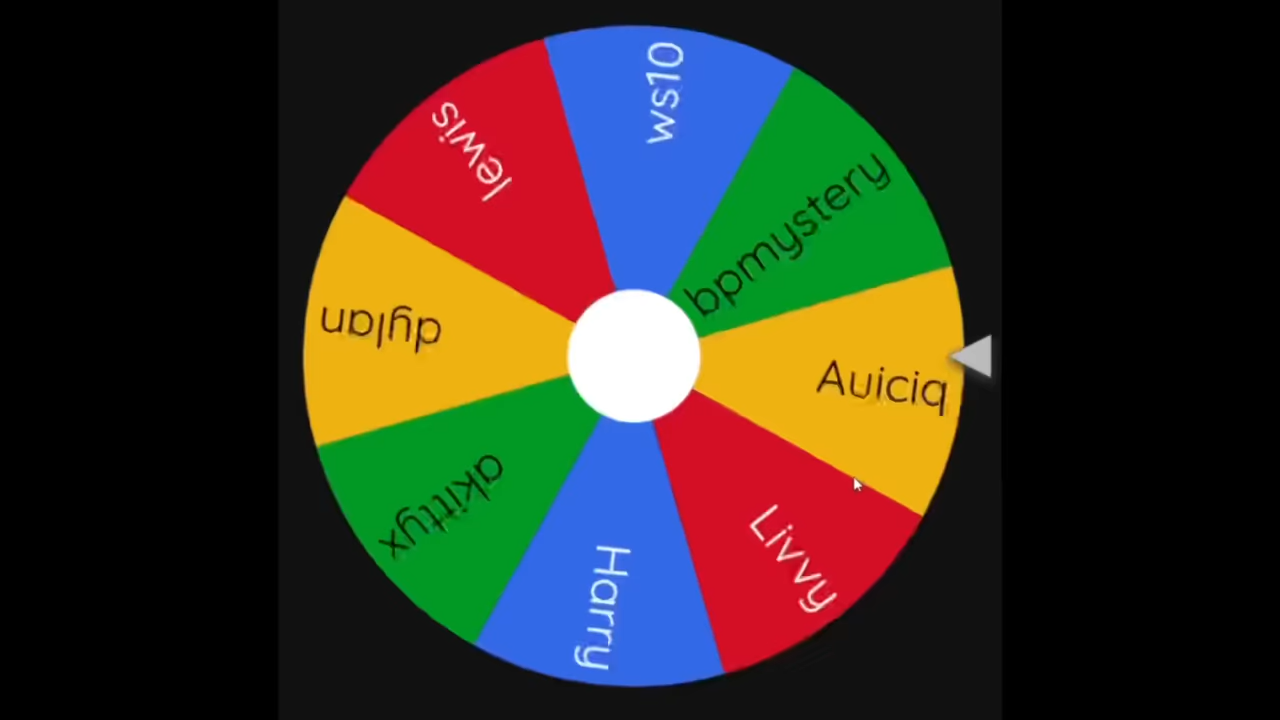 ws10
bpmystery
Auiciq
Livvy
Harry
akittyx
dylan
lewis